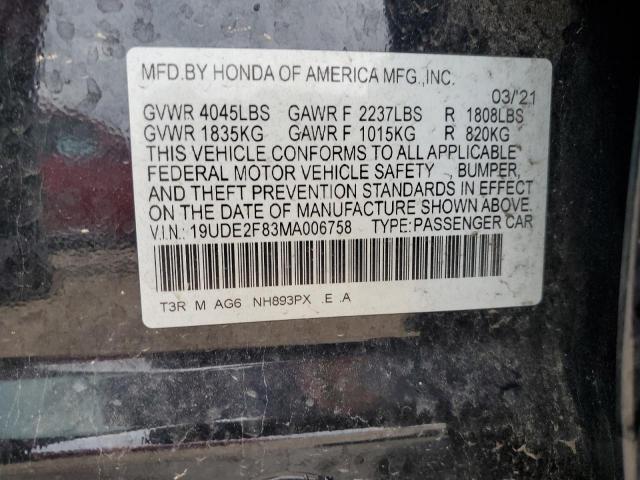 MFD.BY HONDA OF AMERICA MFG.,INC.
03/'21
GVWR 4045LBS GAWR F 2237LBS R 1808LBS
GVWR 1835KG GAWR F 1015KG R 820KG
THIS VEHICLE CONFORMS TO ALL APPLICABLE
FEDERAL MOTOR VEHICLE SAFETY , BUMPER,
AND THEFT PREVENTION STANDARDS IN EFFECT
ON THE DATE OF MANUFACTURE SHOWN ABOVE.
V.I.N.: 19UDE2F83MA006758 TYPE:PASSENGER CAR
T3R M AG6 NH893PX .E .A